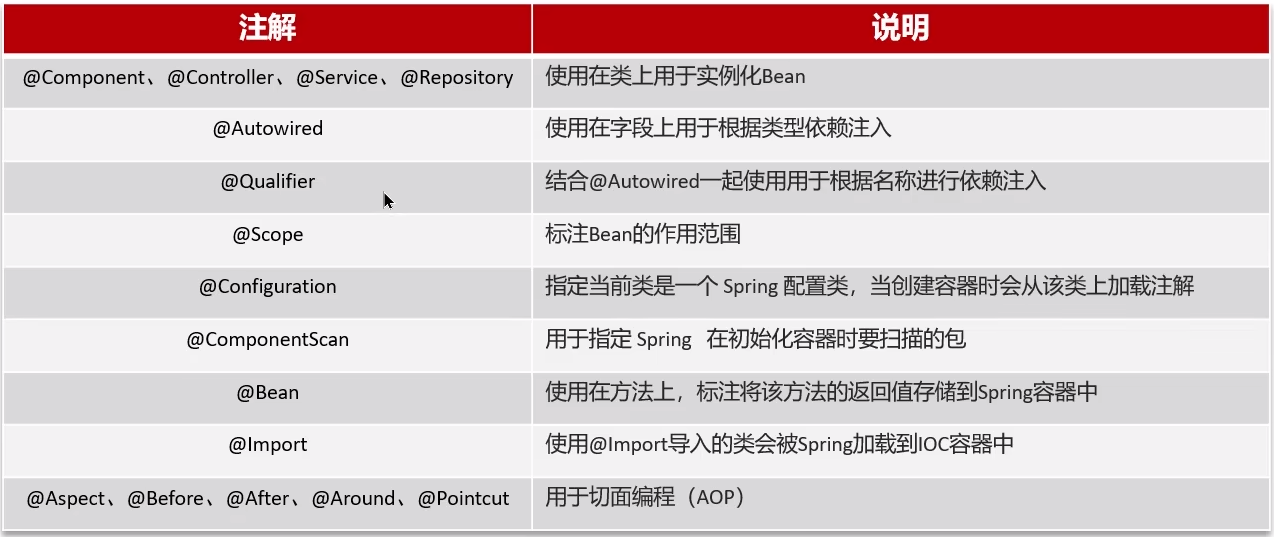 注解 说明
@Component、@Controller、@Service、@Repository 使用在类上用于实例化Bean
@Autowired 使用在字段上用于根据类型依赖注入
@Qualifier 结合@Autowired一起使用用于根据名称进行依赖注入
@Scope 标注Bean的作用范围
@Configuration 指定当前类是一个 Spring 配置类，当创建容器时会从该类上加载注解
@ComponentScan 用于指定 Spring 在初始化容器时要扫描的包
@Bean 使用在方法上，标注将该方法的返回值存储到Spring容器中
@Import 使用@Import导入的类会被Spring加载到IOC容器中
@Aspect、@Before、@After、@Around、@Pointcut 用于切面编程（AOP）